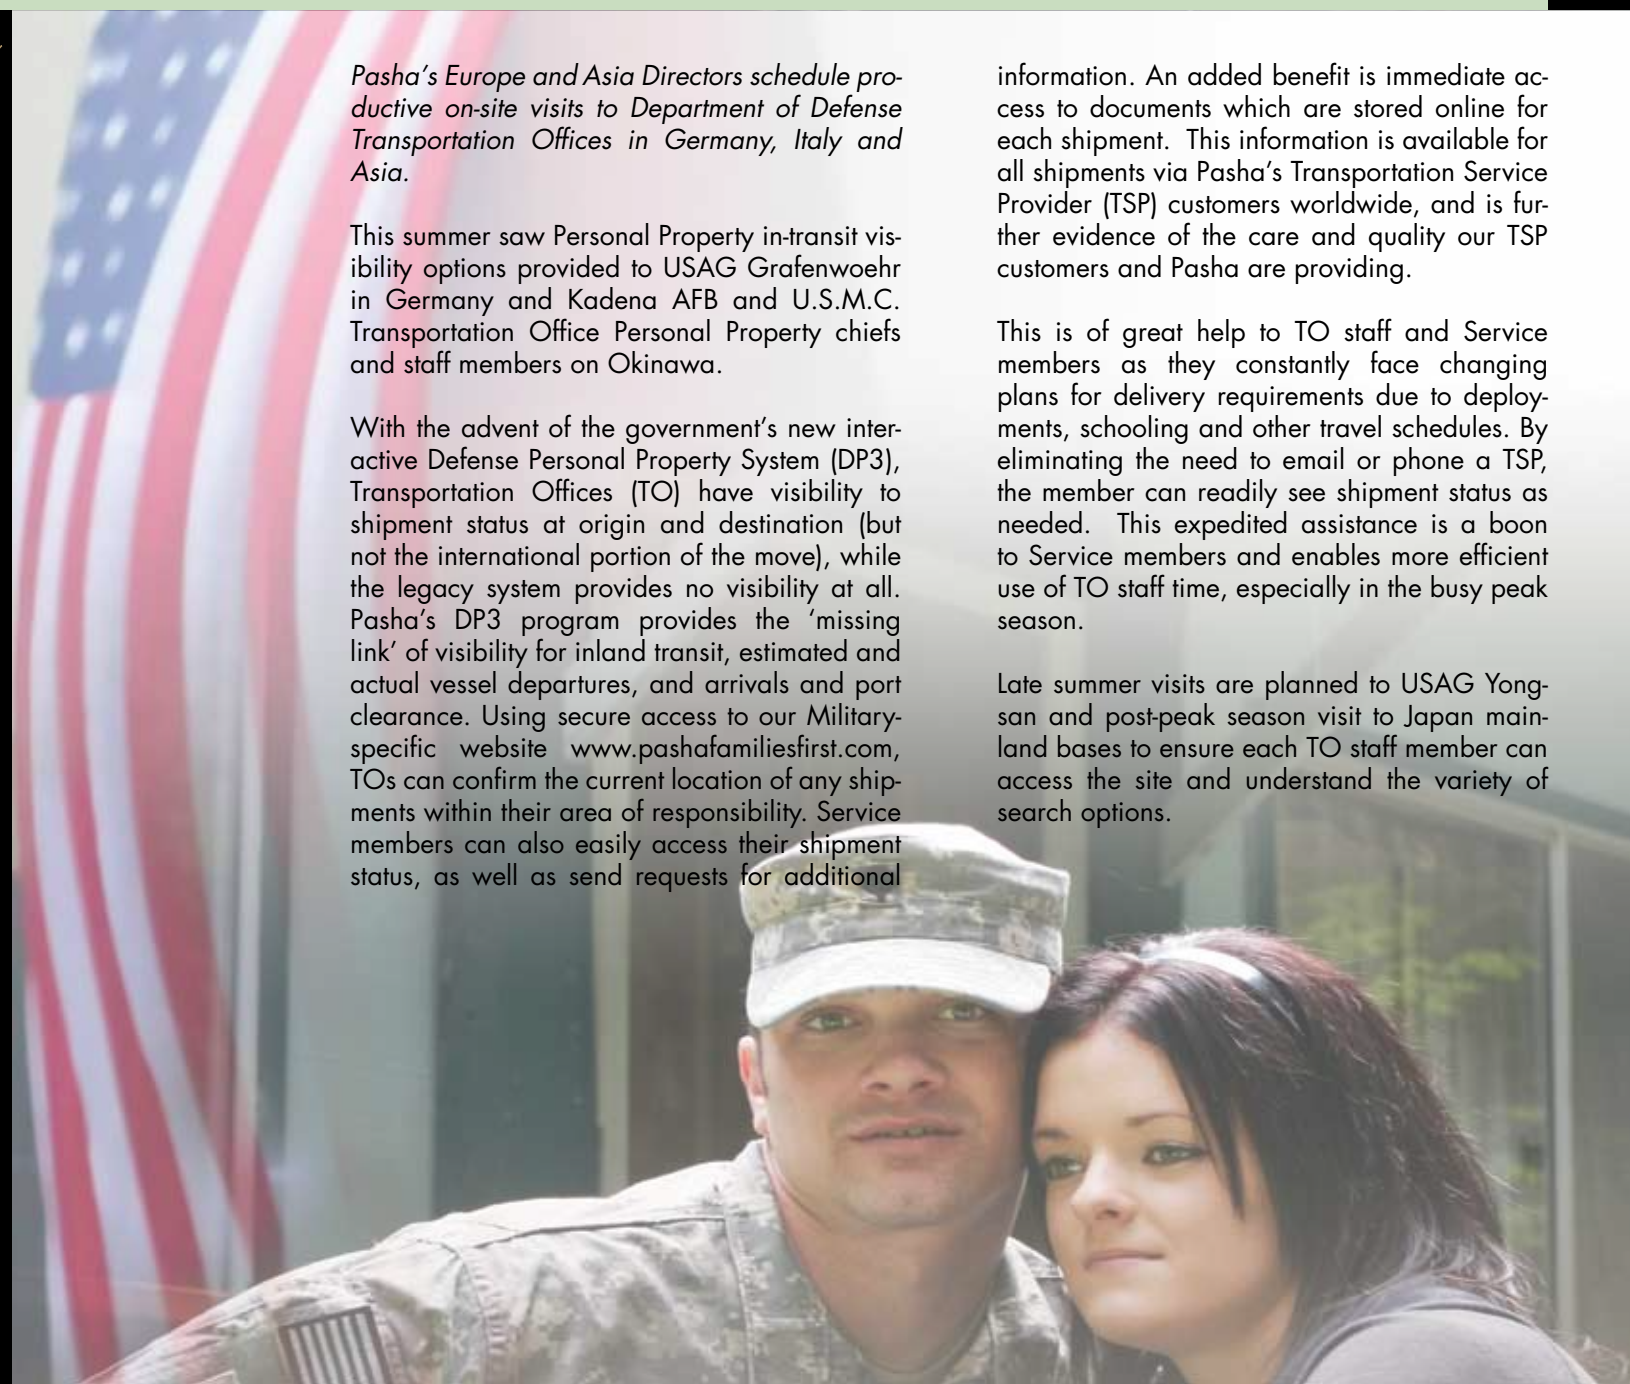 Pasha's Europe and Asia Directors schedule pro-
ductive on-site visits to Department of Defense
Transportation Offices in Germany, Italy and
Asia.
This summer saw Personal Property in-transit vis-
ibility options provided to USAG Grafenwoehr
in Germany and Kadena AFB and U.S.M.C.
Transportation Office Personal Property chiefs
and staff members on Okinawa.
With the advent of the government's new inter-
active Defense Personal Property System (DP3),
Transportation Offices (TO) have visibility to
shipment status at origin and destination (but
not the international portion of the move), while
the legacy system provides no visibility at all.
Pasha's DP3 program provides the 'missing
link' of visibility for inland transit, estimated and
actual vessel departures, and arrivals and port
clearance. Using secure access to our Military-
specific website www.pashafamiliesfirst.com,
TOs can confirm the current location of any ship-
ments within their area of responsibility. Service
members can also easily access their shipment
status, as well as send requests for additional
information. An added benefit is immediate ac-
cess to documents which are stored online for
each shipment. This information is available for
all shipments via Pasha's Transportation Service
Provider (TSP) customers worldwide, and is fur-
ther evidence of the care and quality our TSP
customers and Pasha are providing.
This is of great help to TO staff and Service
members as they constantly face changing
plans for delivery requirements due to deploy-
ments, schooling and other travel schedules. By
eliminating the need to email or phone a TSP,
the member can readily see shipment status as
needed. This expedited assistance is a boon
to Service members and enables more efficient
use of TO staff time, especially in the busy peak
season.
Late summer visits are planned to USAG Yong-
san and post-peak season visit to Japan main-
land bases to ensure each TO staff member can
access the site and understand the variety of
search options.